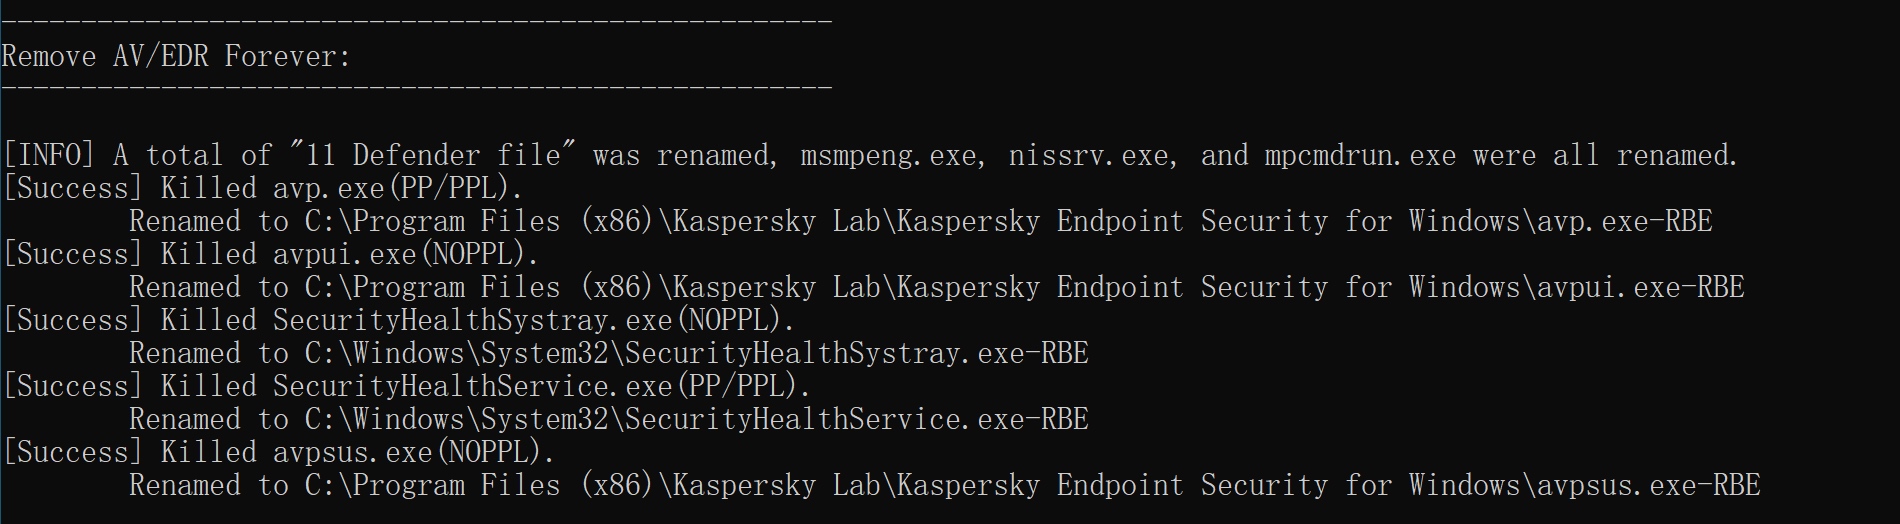 ----------------------------------------------------
Remove AV/EDR Forever:
----------------------------------------------------
[INFO] A total of "11 Defender file" was renamed, msmpeng.exe, nissrv.exe, and mpcmdrun.exe were all renamed.
[Success] Killed avp.exe(PP/PPL).
Renamed to C:\Program Files (x86)\Kaspersky Lab\Kaspersky Endpoint Security for Windows\avp.exe-RBE
[Success] Killed avpui.exe(NOPPL).
Renamed to C:\Program Files (x86)\Kaspersky Lab\Kaspersky Endpoint Security for Windows\avpui.exe-RBE
[Success] Killed SecurityHealthSystray.exe(NOPPL).
Renamed to C:\Windows\System32\SecurityHealthSystray.exe-RBE
[Success] Killed SecurityHealthService.exe(PP/PPL).
Renamed to C:\Windows\System32\SecurityHealthService.exe-RBE
[Success] Killed avpsus.exe(NOPPL).
Renamed to C:\Program Files (x86)\Kaspersky Lab\Kaspersky Endpoint Security for Windows\avpsus.exe-RBE